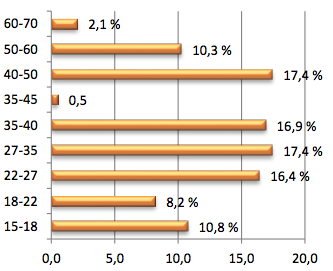 60-70 2,1 %
50-60 10,3 %
40-50 17,4 %
35-45 0,5
35-40 16,9 %
27-35 17,4 %
22-27 16,4 %
18-22 8,2 %
15-18 10,8 %
0,0 5,0 10,0 15,0 20,0